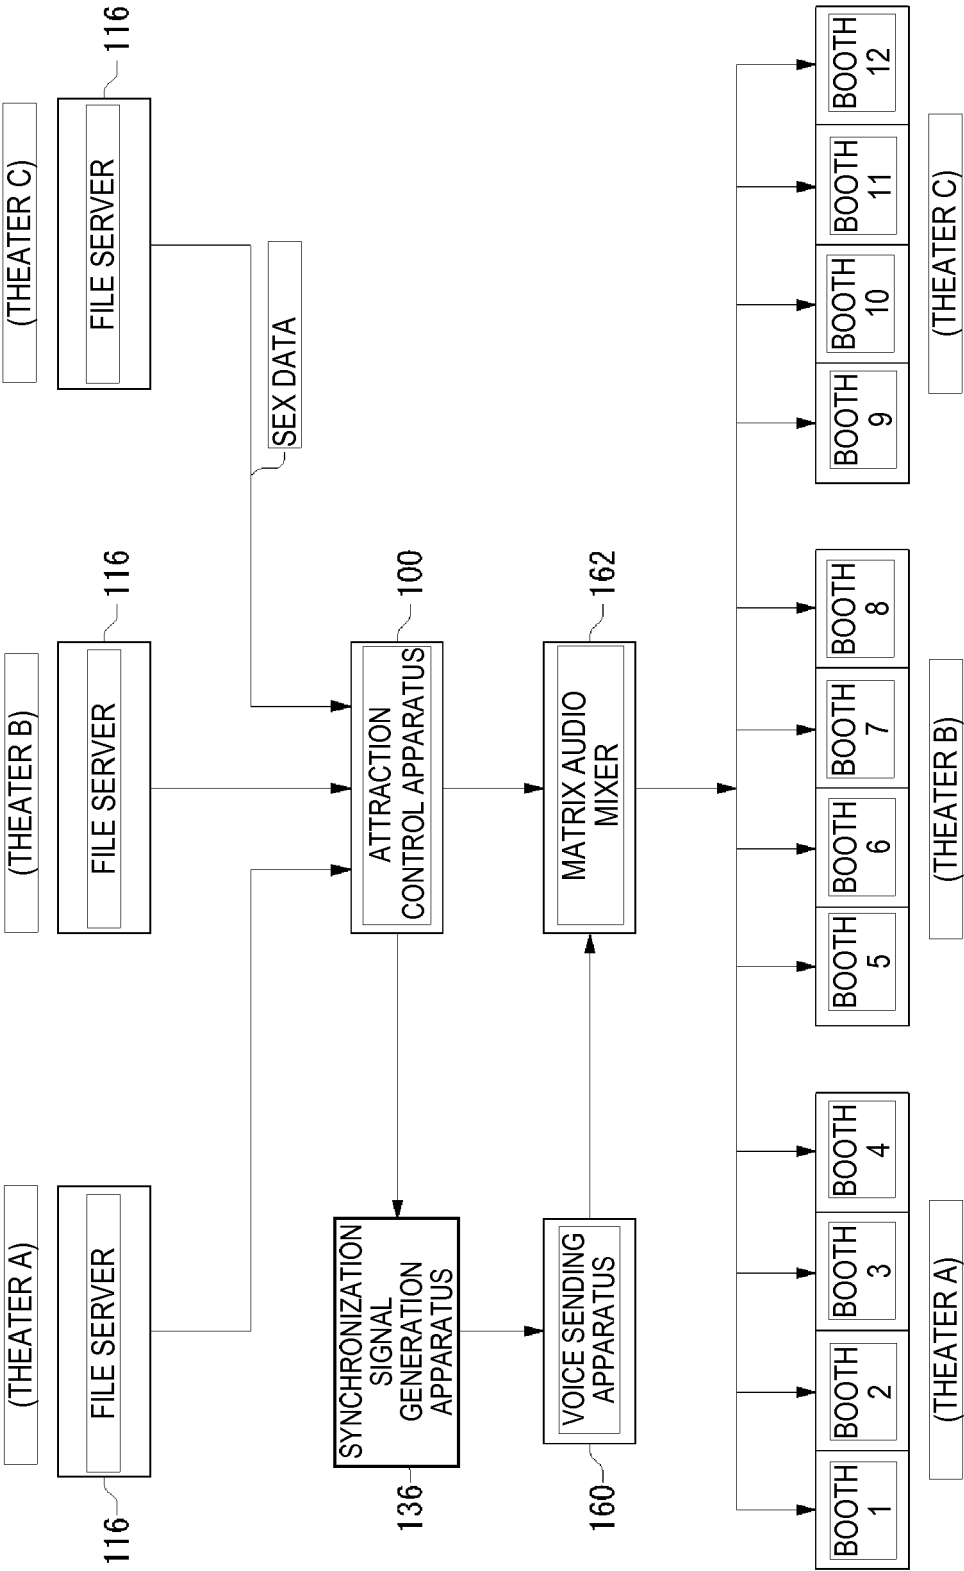 (THEATER A)
(THEATER B)
(THEATER C)
116
FILE SERVER
FILE SERVER
116
FILE SERVER
116
SEX DATA
136
SYNCHRONIZATION
SIGNAL
GENERATION
APPARATUS
ATTRACTION
CONTROL APPARATUS
100
160
VOICE SENDING
APPARATUS
MATRIX AUDIO
MIXER
162
BOOTH
1
BOOTH
2
BOOTH
3
BOOTH
4
BOOTH
5
BOOTH
6
BOOTH
7
BOOTH
8
BOOTH
9
BOOTH
10
BOOTH
11
BOOTH
12
(THEATER A)
(THEATER B)
(THEATER C)